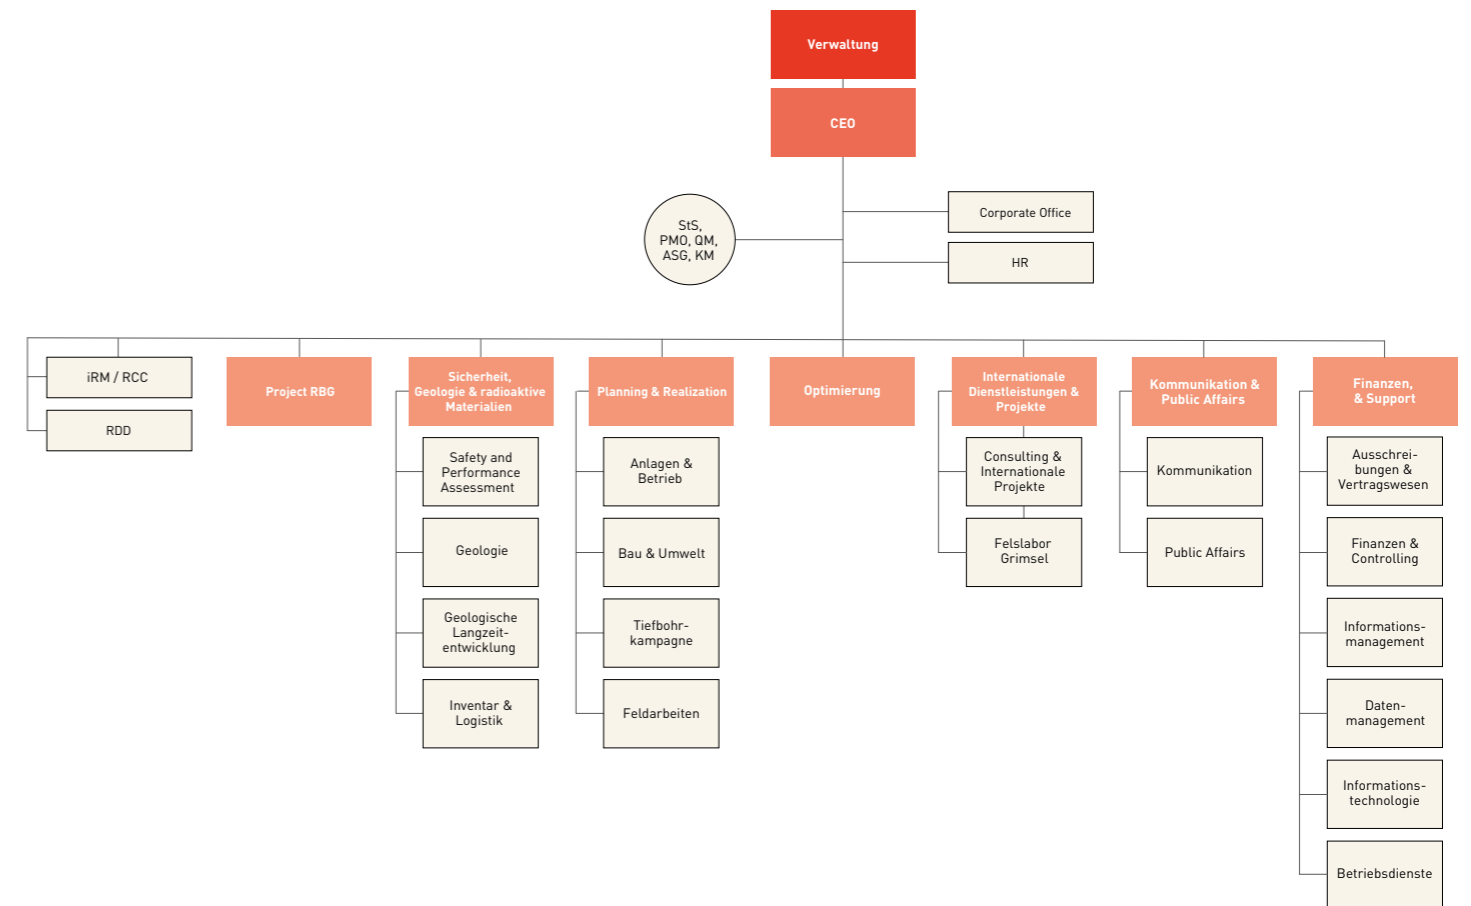 Verwaltung
CEO
StS,
PMO, QM,
ASG, KM
Corporate Office
HR
iRM / RCC
RDD
Project RBG
Sicherheit,
Geologie & radioaktive
Materialien
Safety and
Performance
Assessment
Geologie
Geologische
Langzeit-
entwicklung
Inventar &
Logistik
Planning & Realization
Anlagen &
Betrieb
Bau & Umwelt
Tiefbohr-
kampagne
Feldarbeiten
Optimierung
Internationale
Dienstleistungen &
Projekte
Consulting &
Internationale
Projekte
Felslabor
Grimsel
Kommunikation &
Public Affairs
Kommunikation
Public Affairs
Finanzen,
& Support
Ausschrei-
bungen &
Vertragswesen
Finanzen &
Controlling
Informations-
management
Daten-
management
Informations-
technologie
Betriebsdienste